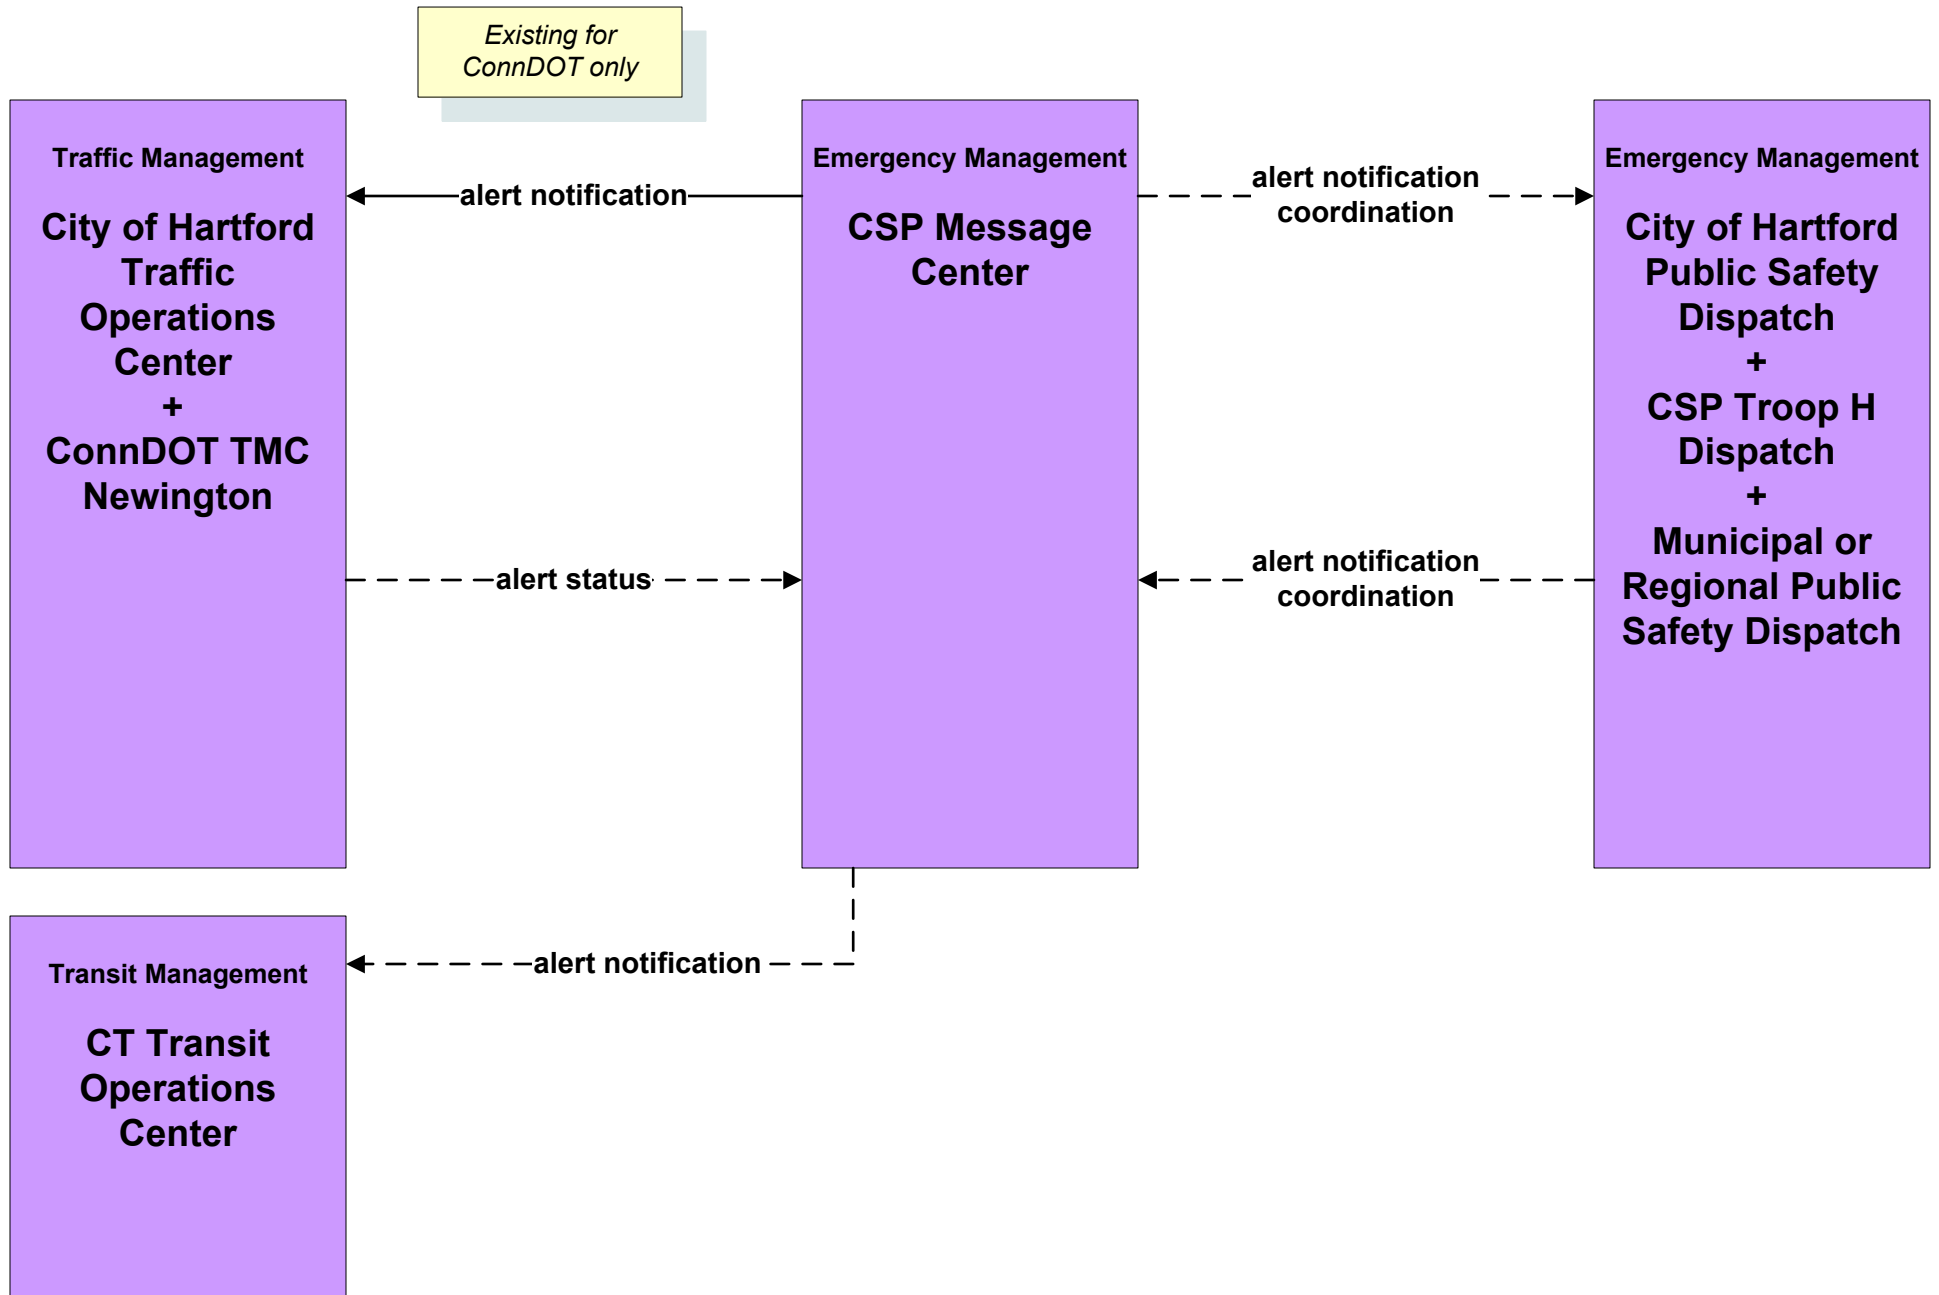 Existing for
ConnDOT only
Traffic Management
City of Hartford
Traffic
Operations
Center
+
ConnDOT TMC
Newington
alert notification
alert status
Emergency Management
CSP Message
Center
alert notification
coordination
alert notification
coordination
Emergency Management
City of Hartford
Public Safety
Dispatch
+
CSP Troop H
Dispatch
+
Municipal or
Regional Public
Safety Dispatch
Transit Management
CT Transit
Operations
Center
alert notification